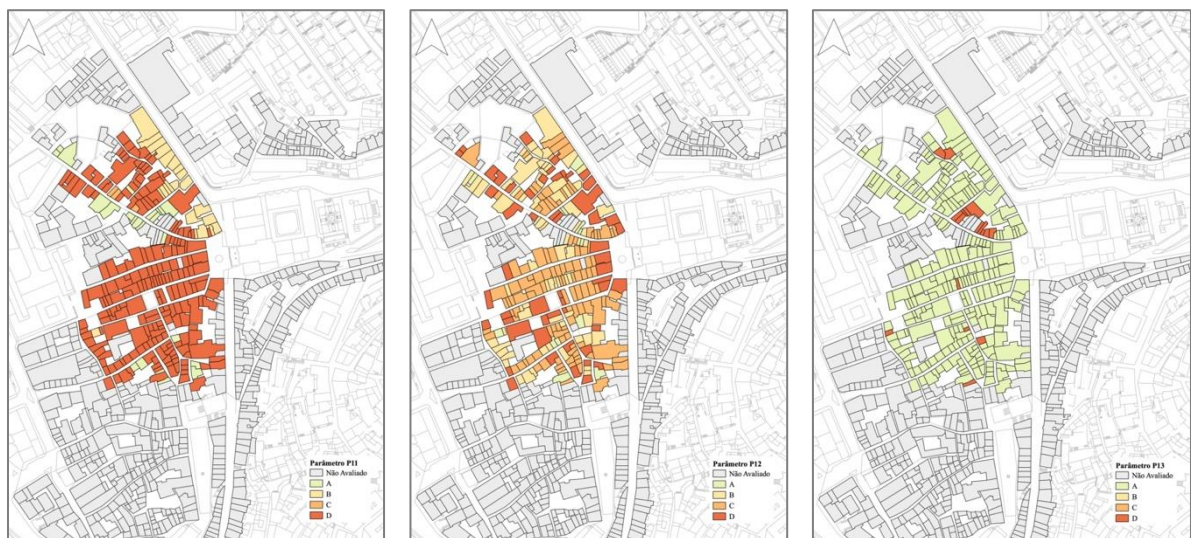 Parâmetro P11
Não Avaliado
A
B
C
D
Parâmetro P12
Não Avaliado
A
B
C
D
Parâmetro P13
Não Avaliado
A
B
C
D